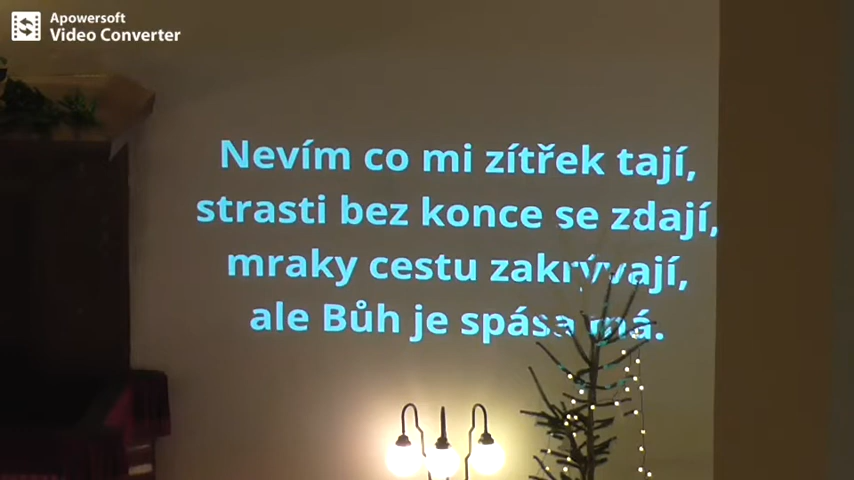 Apowersoft
Video Converter
Nevím co mi zítřek tají,
strasti bez konce se zdají,
mraky cestu zakrývají,
ale Bůh je spása má.